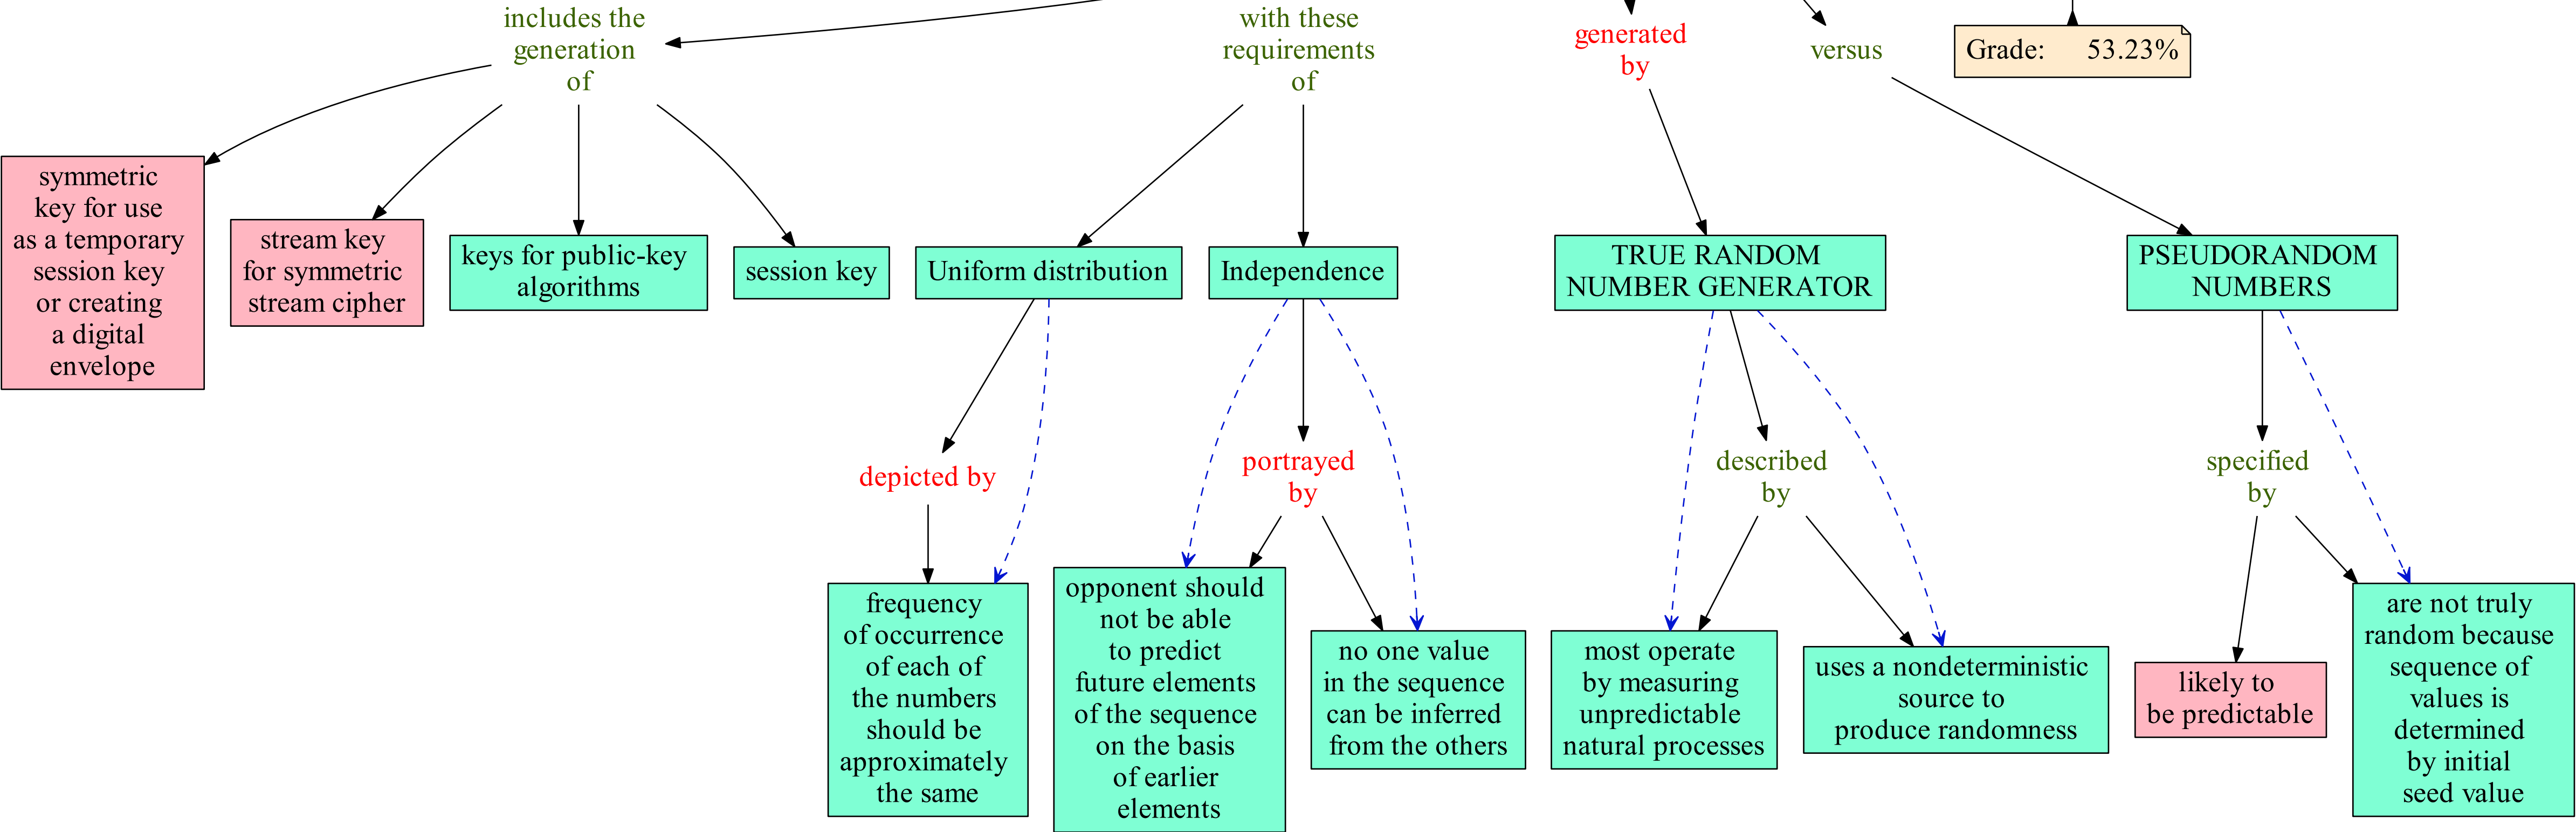 includes the
generation
of
with these
requirements
of
generated
by
versus
Grade: 53.23%
symmetric
key for use
as a temporary
session key
or creating
a digital
envelope
stream key
for symmetric
stream cipher
keys for public-key
algorithms
session key
Uniform distribution
Independence
TRUE RANDOM
NUMBER GENERATOR
PSEUDORANDOM
NUMBERS
depicted by
portrayed
by
described
by
specified
by
frequency
of occurrence
of each of
the numbers
should be
approximately
the same
opponent should
not be able
to predict
future elements
of the sequence
on the basis
of earlier
elements
no one value
in the sequence
can be inferred
from the others
most operate
by measuring
unpredictable
natural processes
uses a nondeterministic
source to
produce randomness
likely to
be predictable
are not truly
random because
sequence of
values is
determined
by initial
seed value